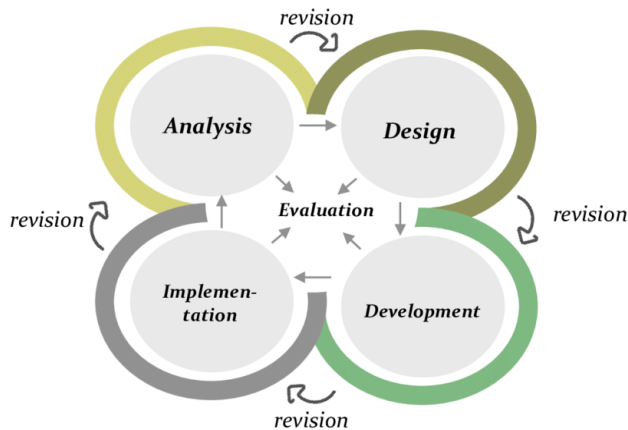 revision
Analysis
Design
revision
Evaluation
revision
Implemen-
tation
Development
revision